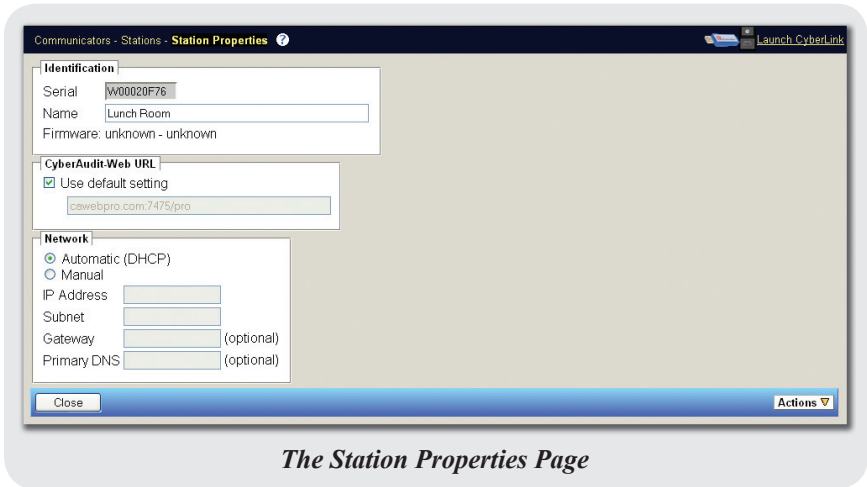 Communicators - Stations - Station Properties ?
Launch CyberLink
Identification
Serial W00020F76
Name Lunch Room
Firmware: unknown - unknown
CyberAudit-Web URL
Use default setting
cawebpro.com:7475/pro
Network
Automatic (DHCP)
Manual
IP Address
Subnet
Gateway (optional)
Primary DNS (optional)
Close
Actions
The Station Properties Page